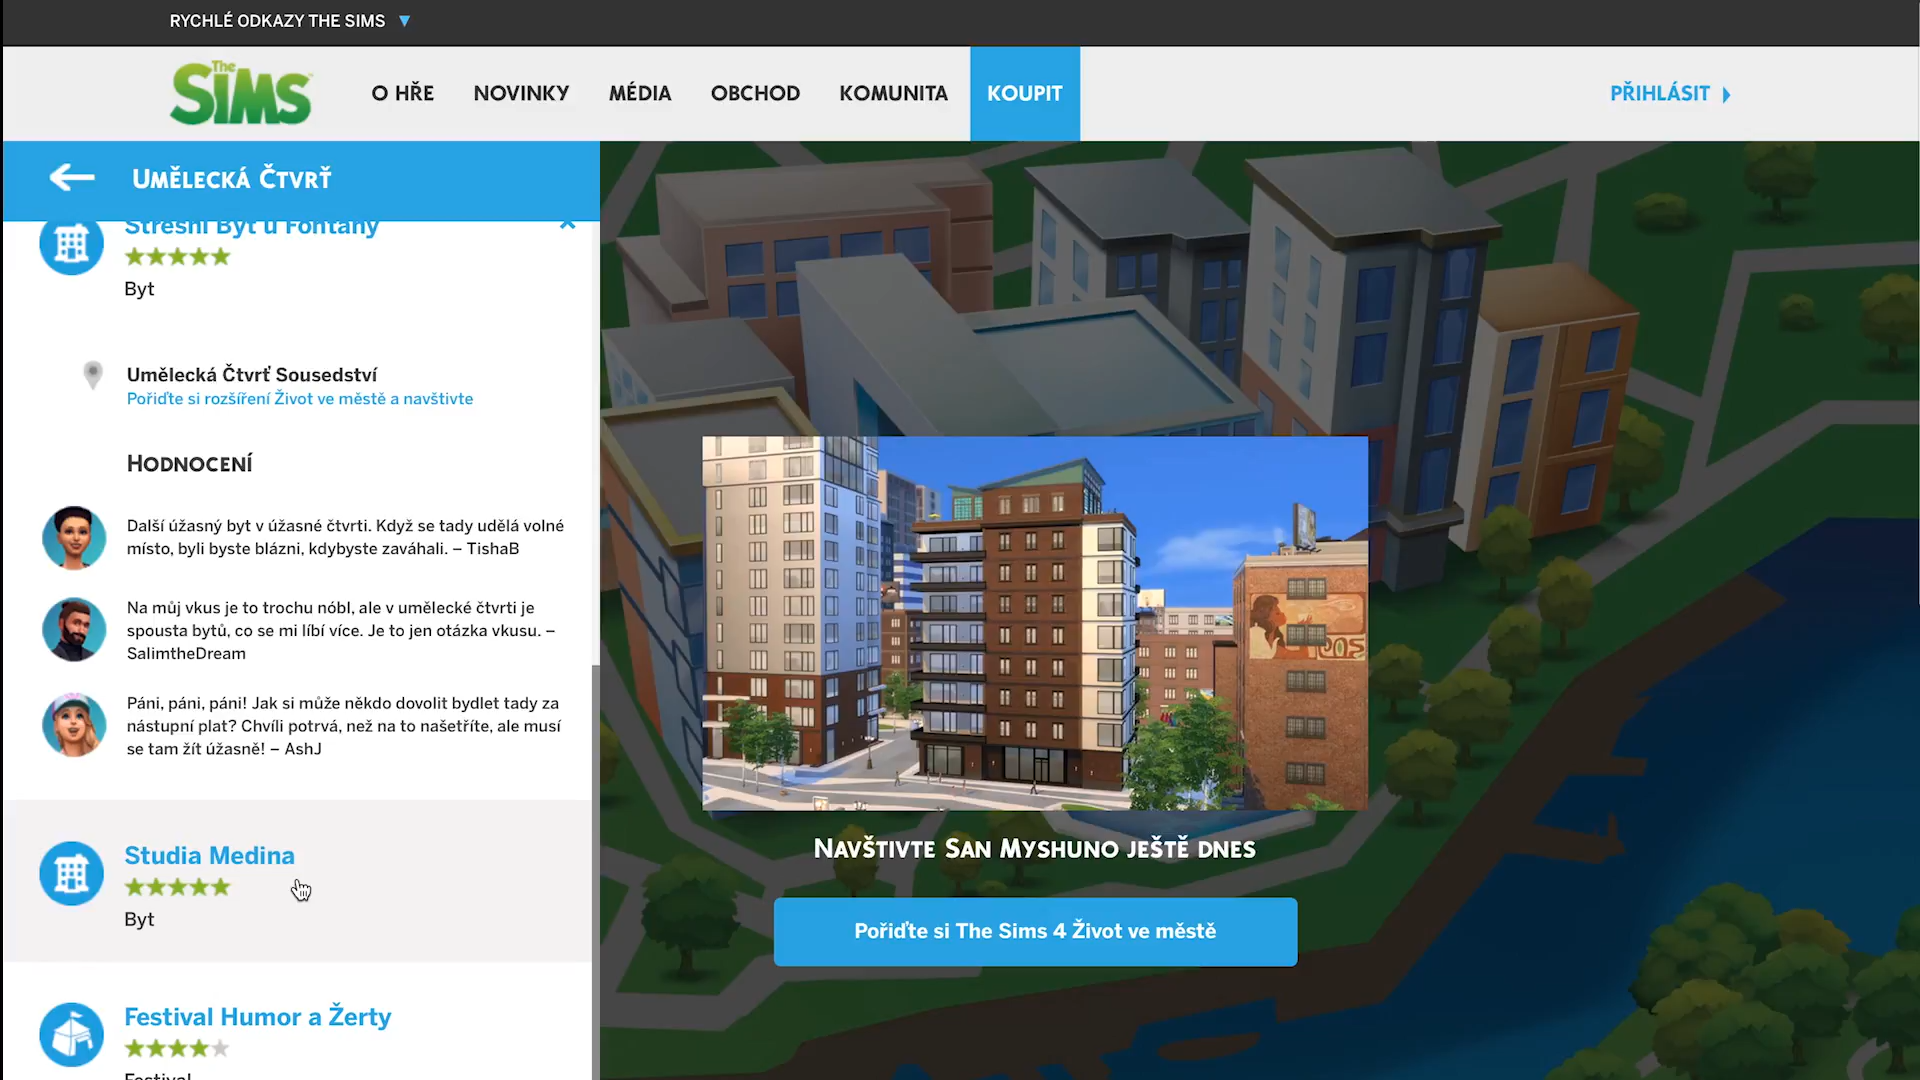 RYCHLÉ ODKAZY THE SIMS
The SIMS
O HŘE
NOVINKY
MÉDIA
OBCHOD
KOMUNITA
KOUPIT
PŘIHLÁSIT
UMĚLECKÁ ČTVRŤ
Střešní Byt u Fontány
Byt
Umělecká Čtvrť Sousedství
Pořiďte si rozšíření Život ve městě a navštivte
HODNOCENÍ
Další úžasný byt v úžasné čtvrti. Když se tady udělá volné
místo, byli byste blázni, kdybyste zaváhali. – TishaB
Na můj vkus je to trochu nóbl, ale v umělecké čtvrti je
spousta bytů, co se mi líbí více. Je to jen otázka vkusu. –
SalimtheDream
Páni, páni, páni! Jak si může někdo dovolit bydlet tady za
nástupní plat? Chvíli potrvá, než na to našetříte, ale musí
se tam žít úžasně! – AshJ
Studia Medina
Byt
Festival Humor a Žerty
Festival
NAVŠTIVTE SAN MYSHUNO JEŠTĚ DNES
Pořiďte si The Sims 4 Život ve městě